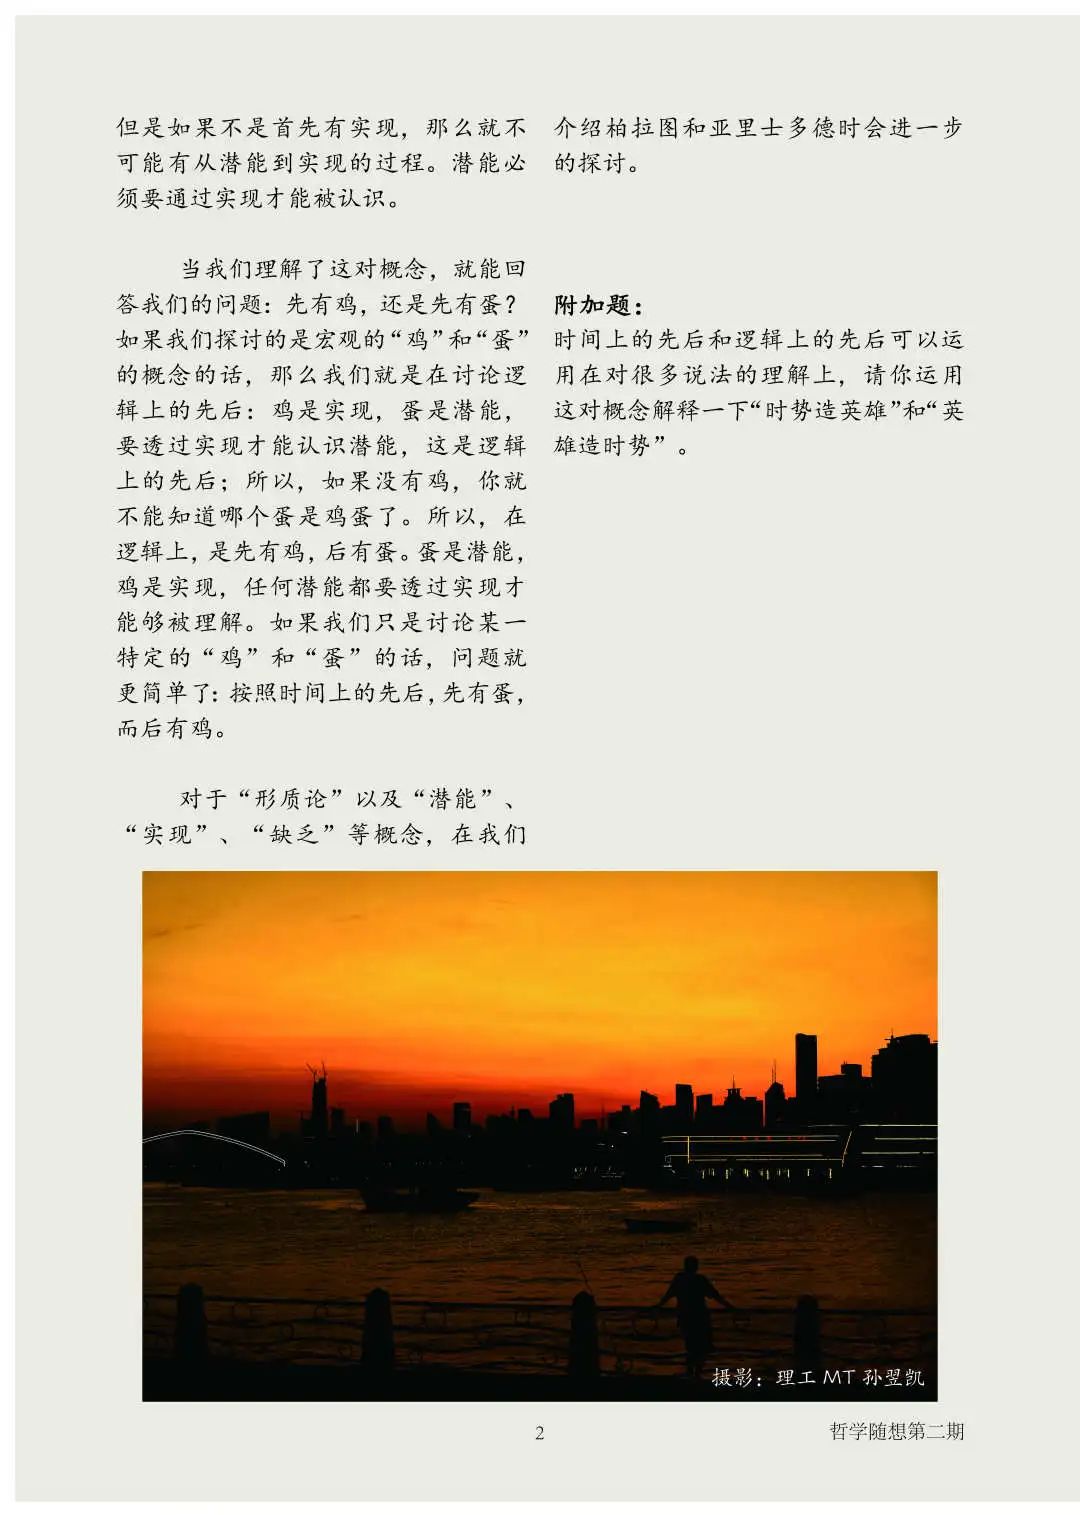 但是如果不是首先有实现，那么就不
可能有从潜能到实现的过程。潜能必
须要通过实现才能被认识。
当我们理解了这对概念，就能回
答我们的问题：先有鸡，还是先有蛋？
如果我们探讨的是宏观的“鸡”和“蛋”
的概念的话，那么我们就是在讨论逻
辑上的先后：鸡是实现，蛋是潜能，
要透过实现才能认识潜能，这是逻辑
上的先后；所以，如果没有鸡，你就
不能知道哪个蛋是鸡蛋了。所以，在
逻辑上，是先有鸡，后有蛋。蛋是潜能，
鸡是实现，任何潜能都要透过实现才
能够被理解。如果我们只是讨论某一
特定的“鸡”和“蛋”的话，问题就
更简单了：按照时间上的先后，先有蛋，
而后有鸡。
对于“形质论”以及“潜能”、
“实现”、“缺乏”等概念，在我们
介绍柏拉图和亚里士多德时会进一步
的探讨。
附加题：
时间上的先后和逻辑上的先后可以运
用在对很多说法的理解上，请你运用
这对概念解释一下“时势造英雄”和“英
雄造时势”。
摄影：理工 MT 孙翌凯
2
哲学随想第二期